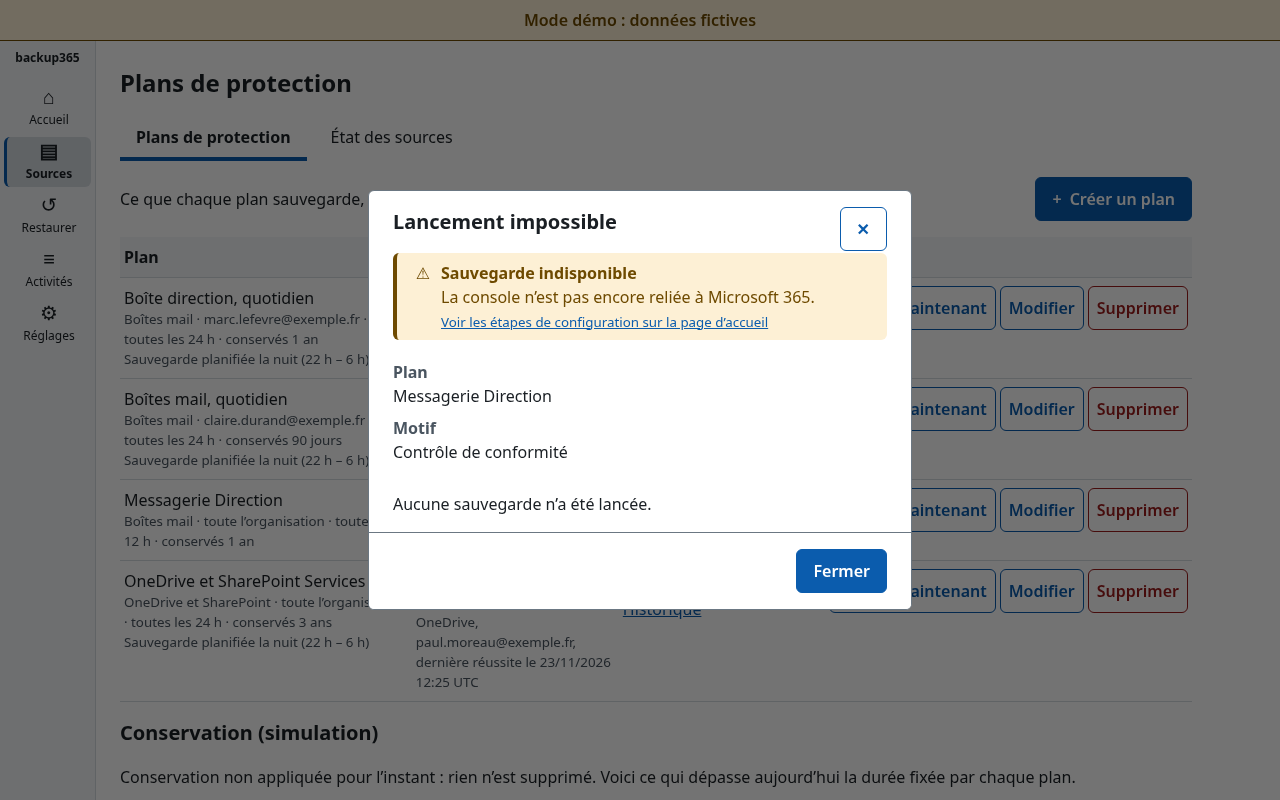 Mode démo : données fictives
backup365
Accueil
Sources
Restaurer
Activités
Réglages
Plans de protection
Plans de protection
État des sources
Ce que chaque plan sauvegarde,
+ Créer un plan
Plan
Boîte direction, quotidien
Boîtes mail · marc.lefevre@exemple.fr ·
toutes les 24 h · conservés 1 an
Sauvegarde planifiée la nuit (22 h – 6 h)
Modifier
Supprimer
Boîtes mail, quotidien
Boîtes mail · claire.durand@exemple.fr
toutes les 24 h · conservés 90 jours
Sauvegarde planifiée la nuit (22 h – 6 h)
Modifier
Supprimer
Messagerie Direction
Boîtes mail · toute l’organisation · toute
12 h · conservés 1 an
Modifier
Supprimer
OneDrive et SharePoint Services
OneDrive et SharePoint · toute l’organis
· toutes les 24 h · conservés 3 ans
Sauvegarde planifiée la nuit (22 h – 6 h)
OneDrive,
paul.moreau@exemple.fr,
dernière réussite le 23/11/2026
12:25 UTC
Historique
Modifier
Supprimer
Lancement impossible
×
⚠ Sauvegarde indisponible
La console n’est pas encore reliée à Microsoft 365.
Voir les étapes de configuration sur la page d’accueil
Plan
Messagerie Direction
Motif
Contrôle de conformité
Aucune sauvegarde n’a été lancée.
Fermer
Conservation (simulation)
Conservation non appliquée pour l’instant : rien n’est supprimé. Voici ce qui dépasse aujourd’hui la durée fixée par chaque plan.